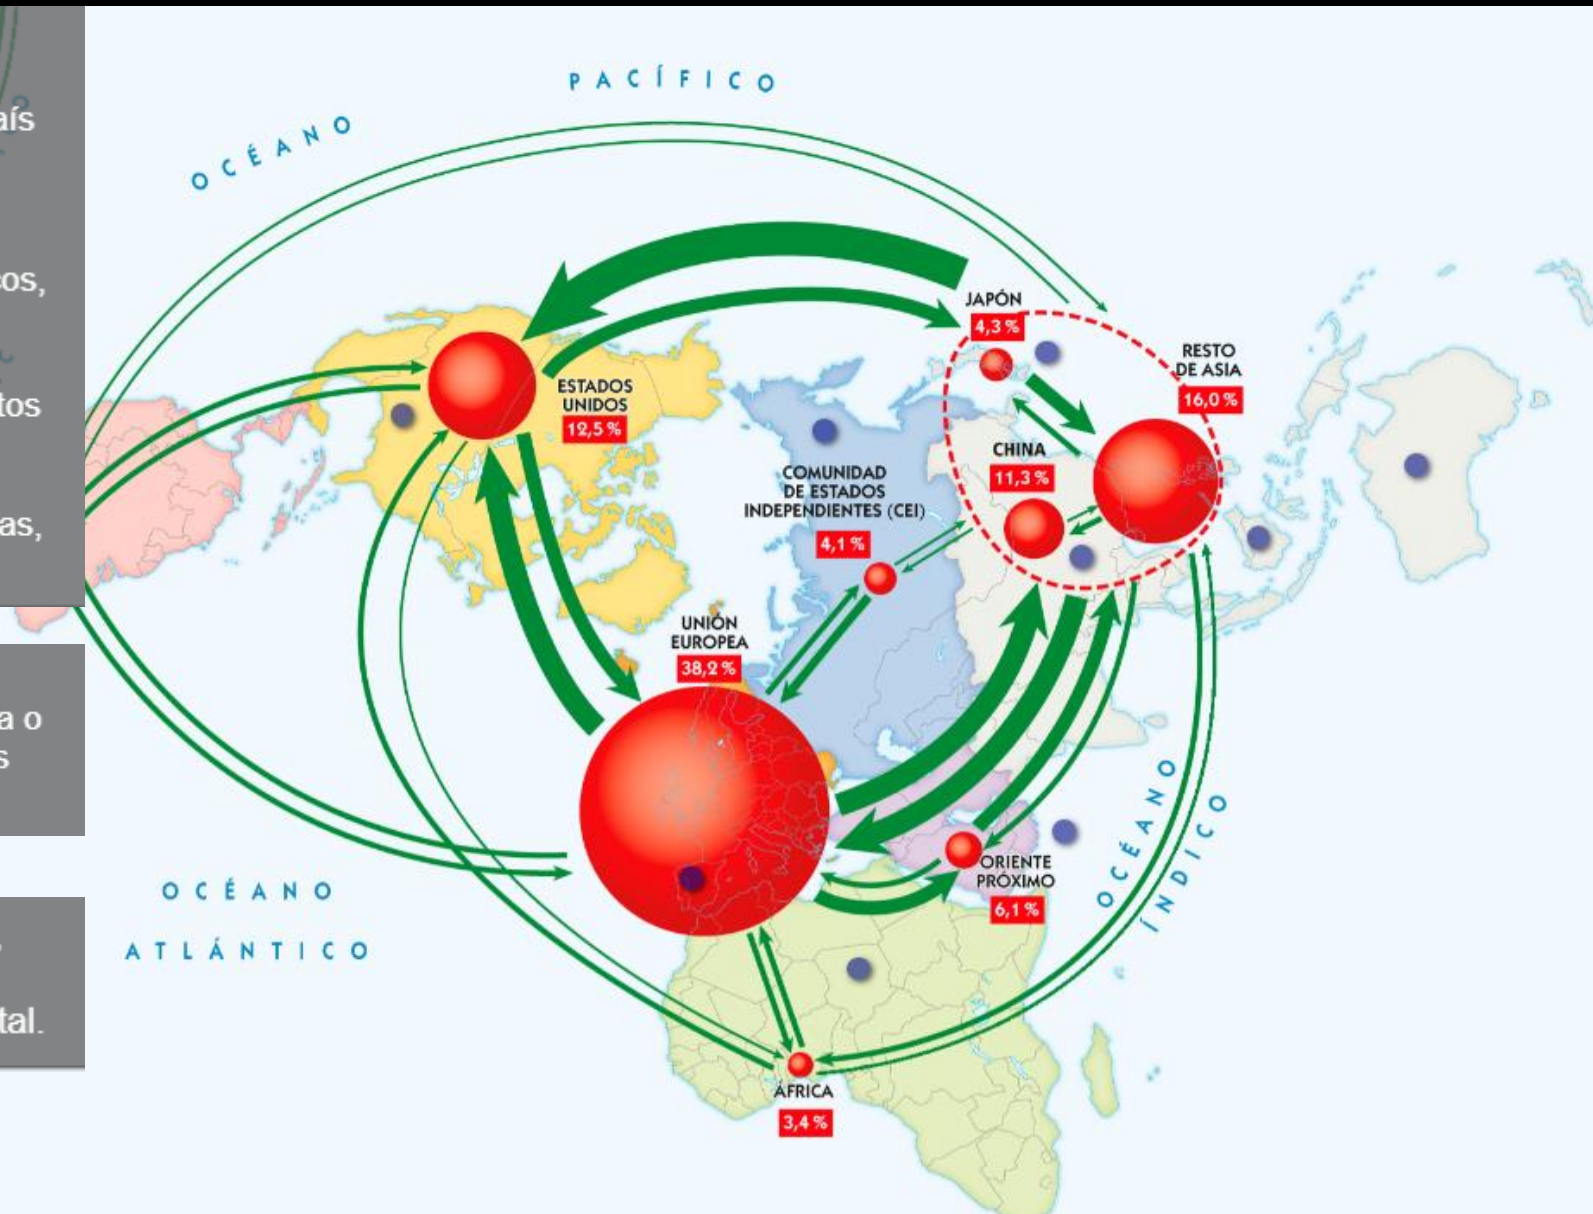 aís
os,
tos
as,
a o
s
tal.
OCÉANO
PACÍFICO
JAPÓN
4,3 %
RESTO
DE ASIA
16,0 %
ESTADOS
UNIDOS
12,5 %
CHINA
11,3 %
COMUNIDAD
DE ESTADOS
INDEPENDIENTES (CEI)
4,1 %
UNIÓN
EUROPEA
38,2 %
ORIENTE
PRÓXIMO
6,1 %
OCÉANO
ÍNDICO
OCÉANO
ATLÁNTICO
ÁFRICA
3,4 %